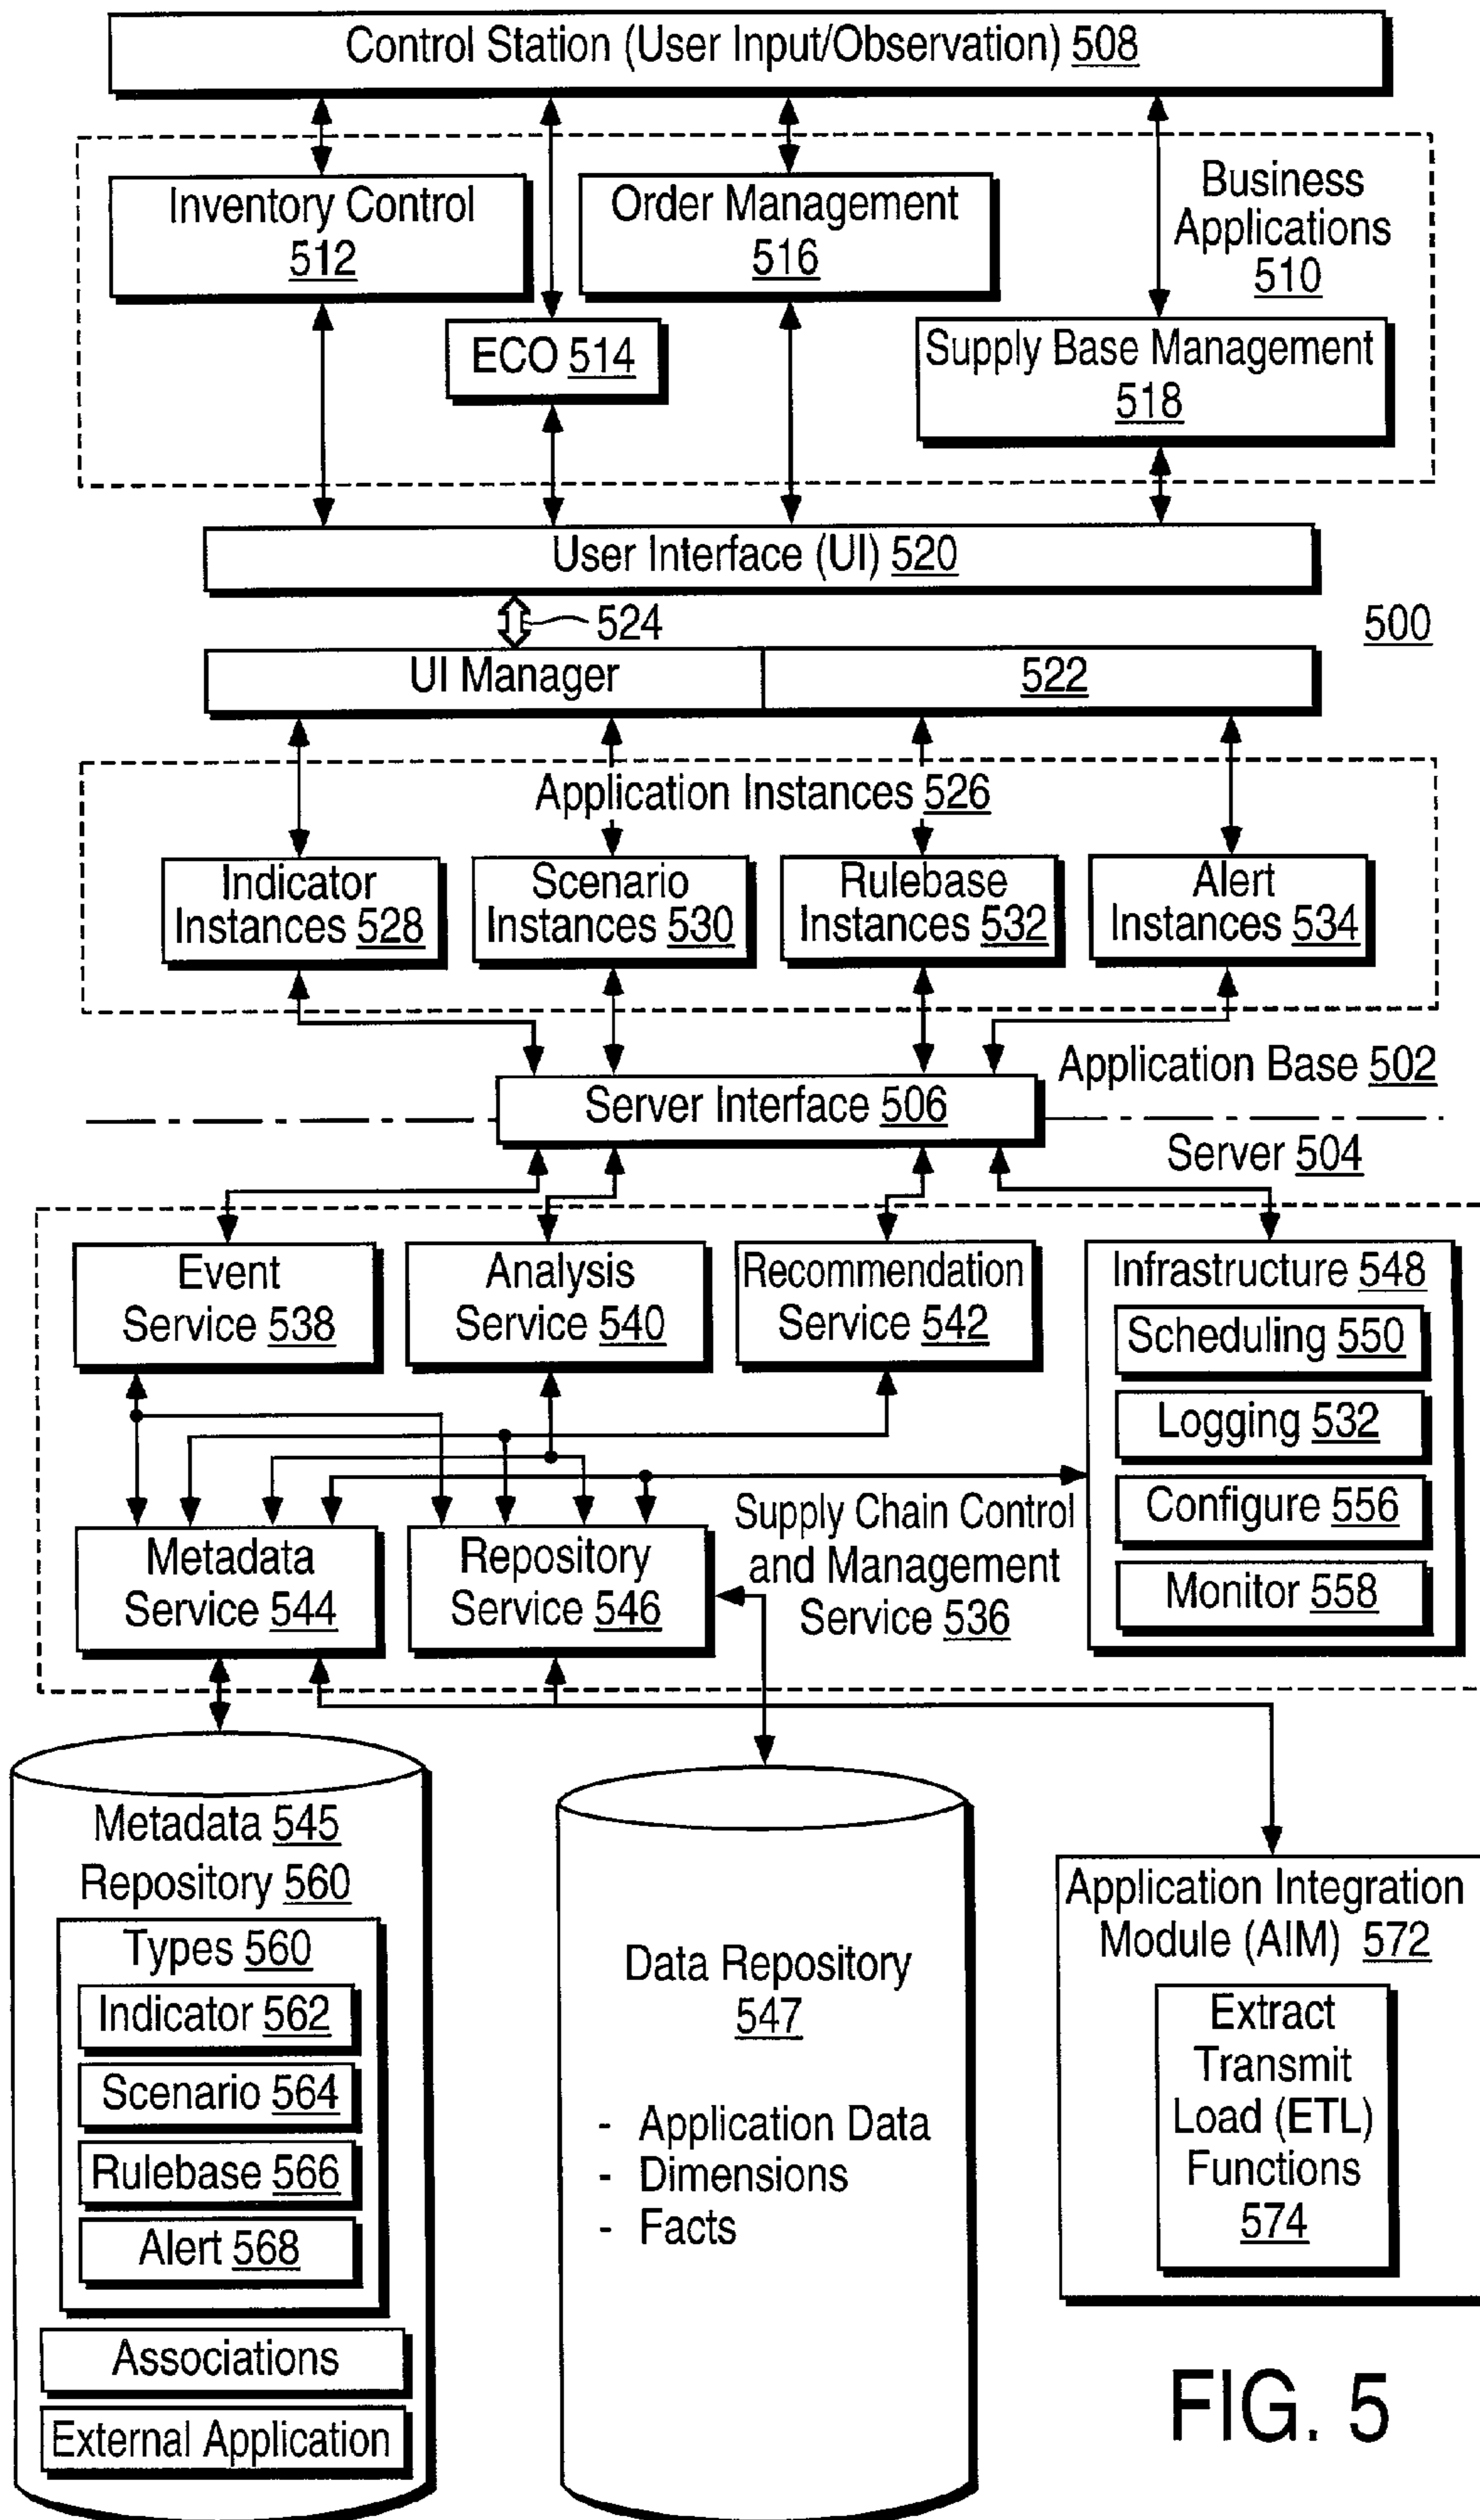 Control Station (User Input/Observation) 508
Inventory Control
512
Order Management
516
Business
Applications
510
ECO 514
Supply Base Management
518
User Interface (UI) 520
524
500
UI Manager
522
Application Instances 526
Indicator
Instances 528
Scenario
Instances 530
Rulebase
Instances 532
Alert
Instances 534
Application Base 502
Server Interface 506
Server 504
Event
Service 538
Analysis
Service 540
Recommendation
Service 542
Infrastructure 548
Scheduling 550
Logging 532
Configure 556
Monitor 558
Metadata
Service 544
Repository
Service 546
Supply Chain Control
and Management
Service 536
Metadata 545
Repository 560
Types 560
Indicator 562
Scenario 564
Rulebase 566
Alert 568
Associations
External Application
Data Repository
547
- Application Data
- Dimensions
- Facts
Application Integration
Module (AIM) 572
Extract
Transmit
Load (ETL)
Functions
574
FIG. 5